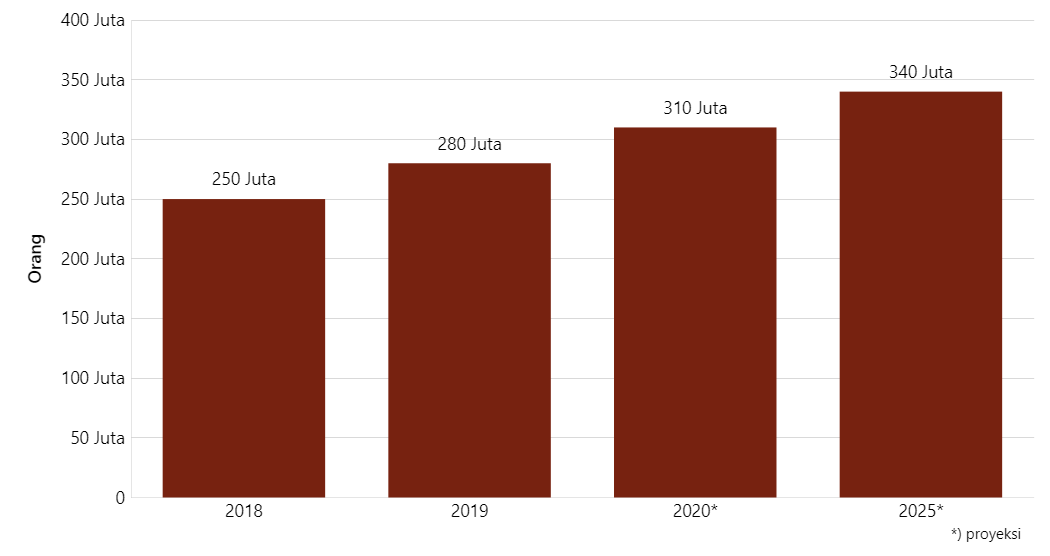 400 Juta
350 Juta
300 Juta
250 Juta
200 Juta
150 Juta
100 Juta
50 Juta
0
Orang
250 Juta
280 Juta
310 Juta
340 Juta
2018
2019
2020*
2025*
*) proyeksi